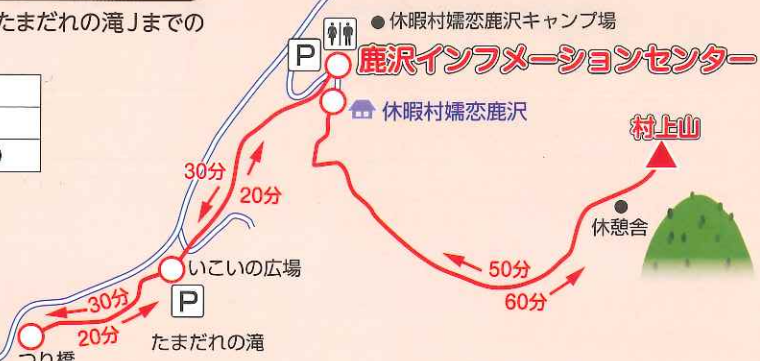 たまだれの滝」までの
●休暇村嬬恋鹿沢キャンプ場
P
鹿沢インフメーションセンター
休暇村嬬恋鹿沢
村上山
30分
20分
休憩舎
50分
60分
いこいの広場
P
30分
20分
たまだれの滝
つり橋